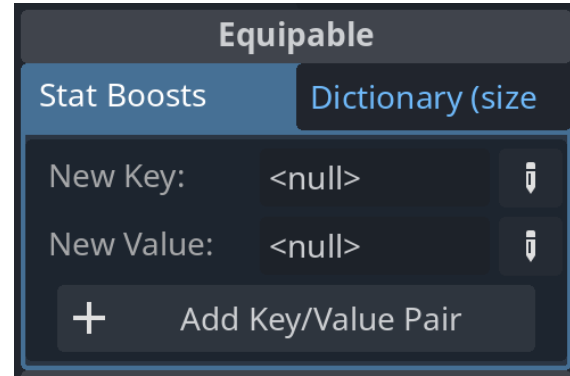 Equipable
Stat Boosts Dictionary (size
New Key: <null>
New Value: <null>
+ Add Key/Value Pair